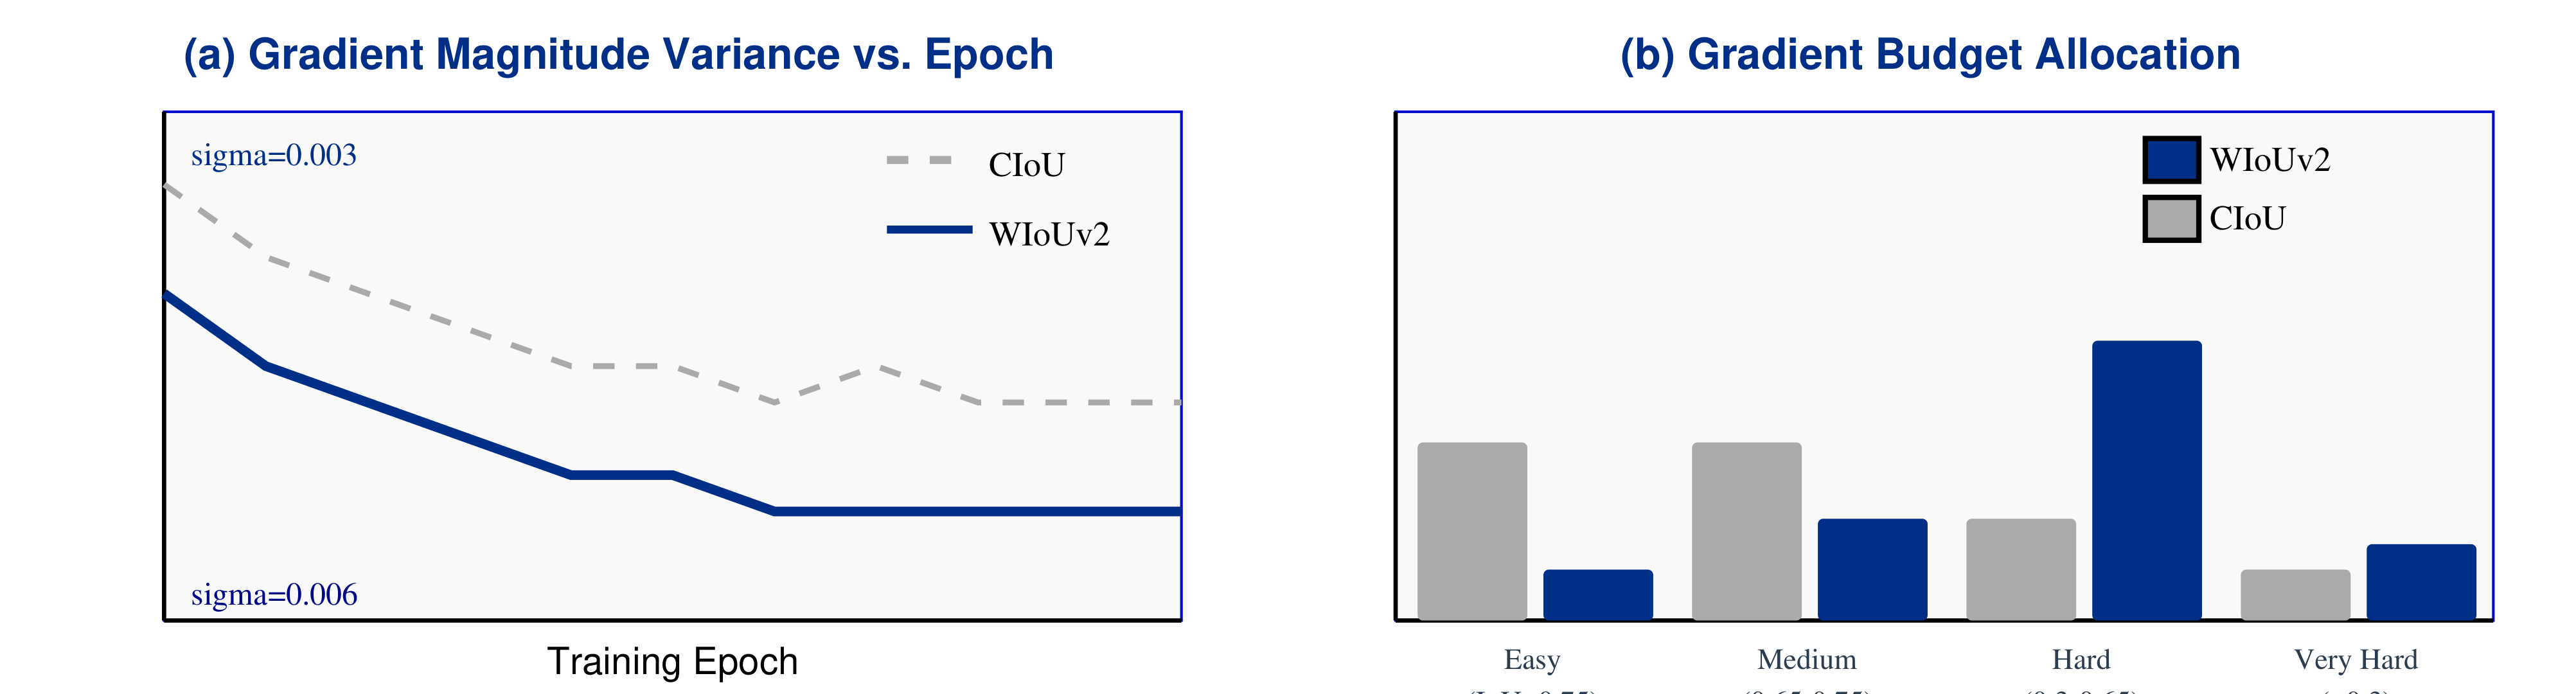 (a) Gradient Magnitude Variance vs. Epoch
sigma=0.003
CIoU
WIoUv2
sigma=0.006
Training Epoch
(b) Gradient Budget Allocation
WIoUv2
CIoU
Easy
Medium
Hard
Very Hard